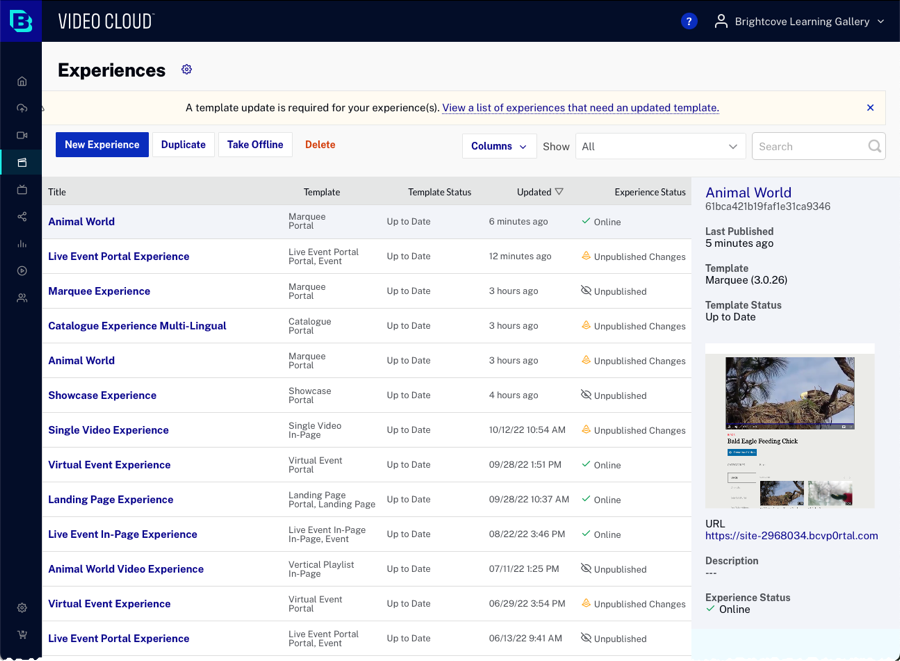 VIDEO CLOUD
?
Brightcove Learning Gallery
Experiences
A template update is required for your experience(s). View a list of experiences that need an updated template.
New Experience
Duplicate
Take Offline
Delete
Columns
Show
All
Search
Title Template Template Status Updated Experience Status
Animal World Marquee Up to Date 6 minutes ago Online
Portal
Live Event Portal Experience Live Event Portal Up to Date 12 minutes ago Unpublished Changes
Portal, Event
Marquee Experience Marquee Up to Date 3 hours ago Unpublished
Portal
Catalogue Experience Multi-Lingual Catalogue Up to Date 3 hours ago Unpublished Changes
Portal
Animal World Marquee Up to Date 3 hours ago Unpublished Changes
Portal
Showcase Experience Showcase Up to Date 4 hours ago Unpublished
Portal
Single Video Experience Single Video Up to Date 10/12/22 10:54 AM Unpublished Changes
In-Page
Virtual Event Experience Virtual Event Up to Date 09/28/22 1:51 PM Online
Portal
Landing Page Experience Landing Page Up to Date 09/28/22 10:37 AM Online
Portal, Landing Page
Live Event In-Page Experience Live Event In-Page Up to Date 08/22/22 3:46 PM Online
In-Page, Event
Animal World Video Experience Vertical Playlist Up to Date 07/11/22 1:25 PM Unpublished
In-Page
Virtual Event Experience Virtual Event Up to Date 06/29/22 3:54 PM Unpublished Changes
Portal
Live Event Portal Experience Live Event Portal Up to Date 06/13/22 9:41 AM Unpublished
Portal, Event
Animal World
61bca421b19faf1e31ca9346
Last Published
5 minutes ago
Template
Marquee (3.0.26)
Template Status
Up to Date
Bald Eagle Feeding Chick
URL
https://site-2968034.bcvp0rtal.com
Description
---
Experience Status
Online